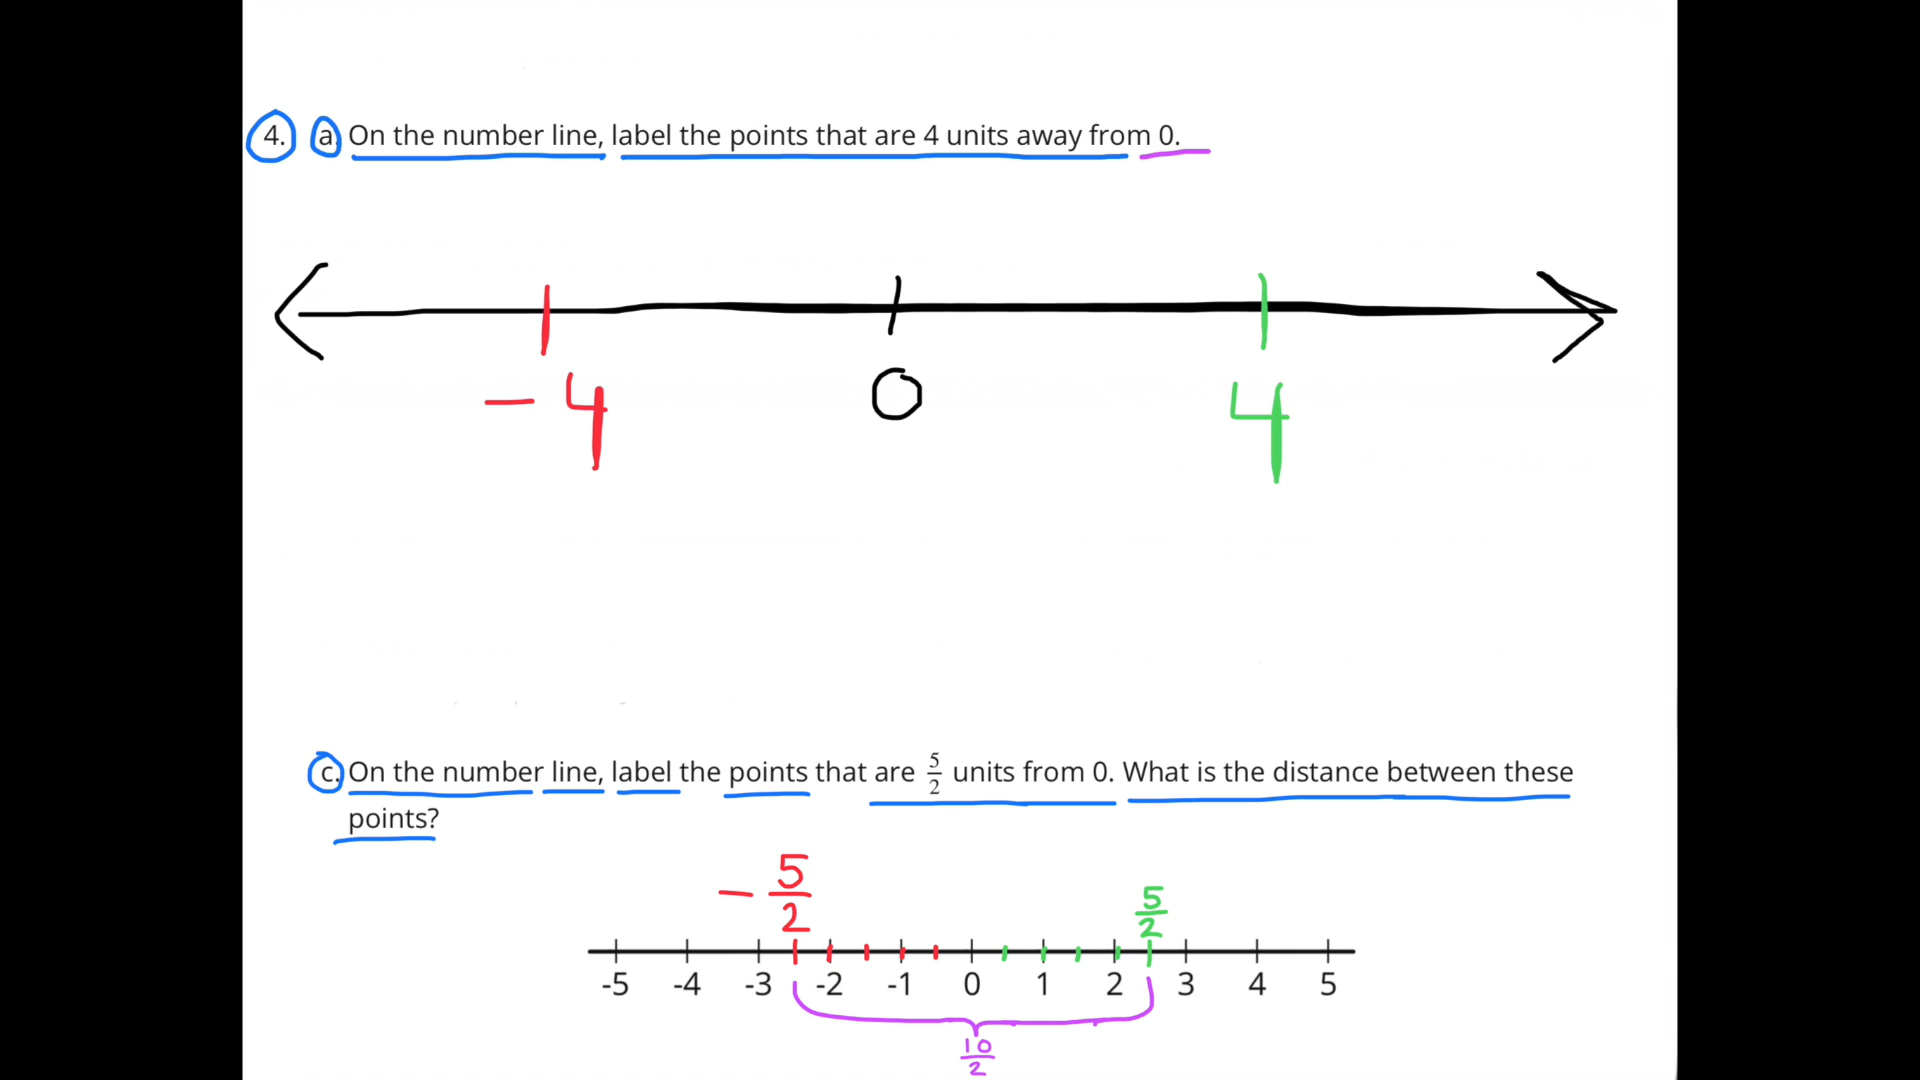 4. a. On the number line, label the points that are 4 units away from 0.
-4 0 4
c. On the number line, label the points that are 5/2 units from 0. What is the distance between these
points?
-5/2 5/2
-5 -4 -3 -2 -1 0 1 2 3 4 5
10/2